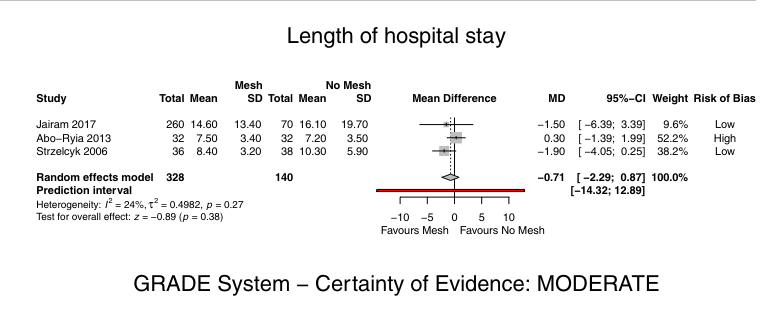 Length of hospital stay
Mesh No Mesh
Study Total Mean SD Total Mean SD Mean Difference MD 95%−CI Weight Risk of Bias
Jairam 2017 260 14.60 13.40 70 16.10 19.70 −1.50 [ −6.39; 3.39] 9.6% Low
Abo−Ryia 2013 32 7.50 3.40 32 7.20 3.50 0.30 [ −1.39; 1.99] 52.2% High
Strzelcyk 2006 36 8.40 3.20 38 10.30 5.90 −1.90 [ −4.05; 0.25] 38.2% Low
Random effects model 328 140 −0.71 [ −2.29; 0.87] 100.0%
Prediction interval [−14.32; 12.89]
Heterogeneity: I² = 24%, τ² = 0.4982, p = 0.27
Test for overall effect: z = −0.89 (p = 0.38)
−10 −5 0 5 10
Favours Mesh Favours No Mesh
GRADE System − Certainty of Evidence: MODERATE